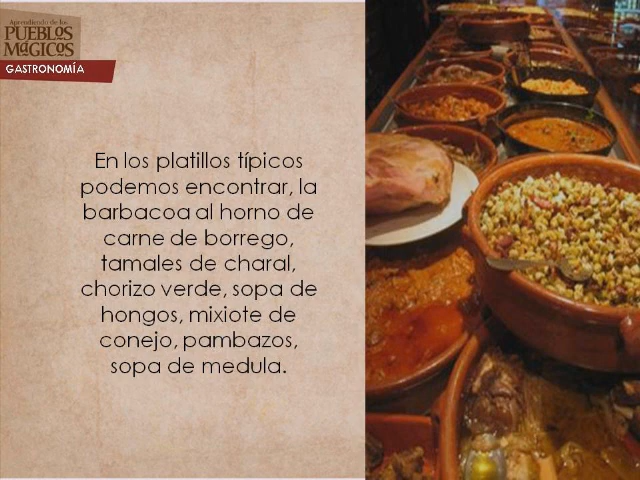 Aprendiendo de los
PUEBLOS
MÁGICOS
GASTRONOMÍA
En los platillos típicos
podemos encontrar, la
barbacoa al horno de
carne de borrego,
tamales de charal,
chorizo verde, sopa de
hongos, mixiote de
conejo, pambazos,
sopa de medula.